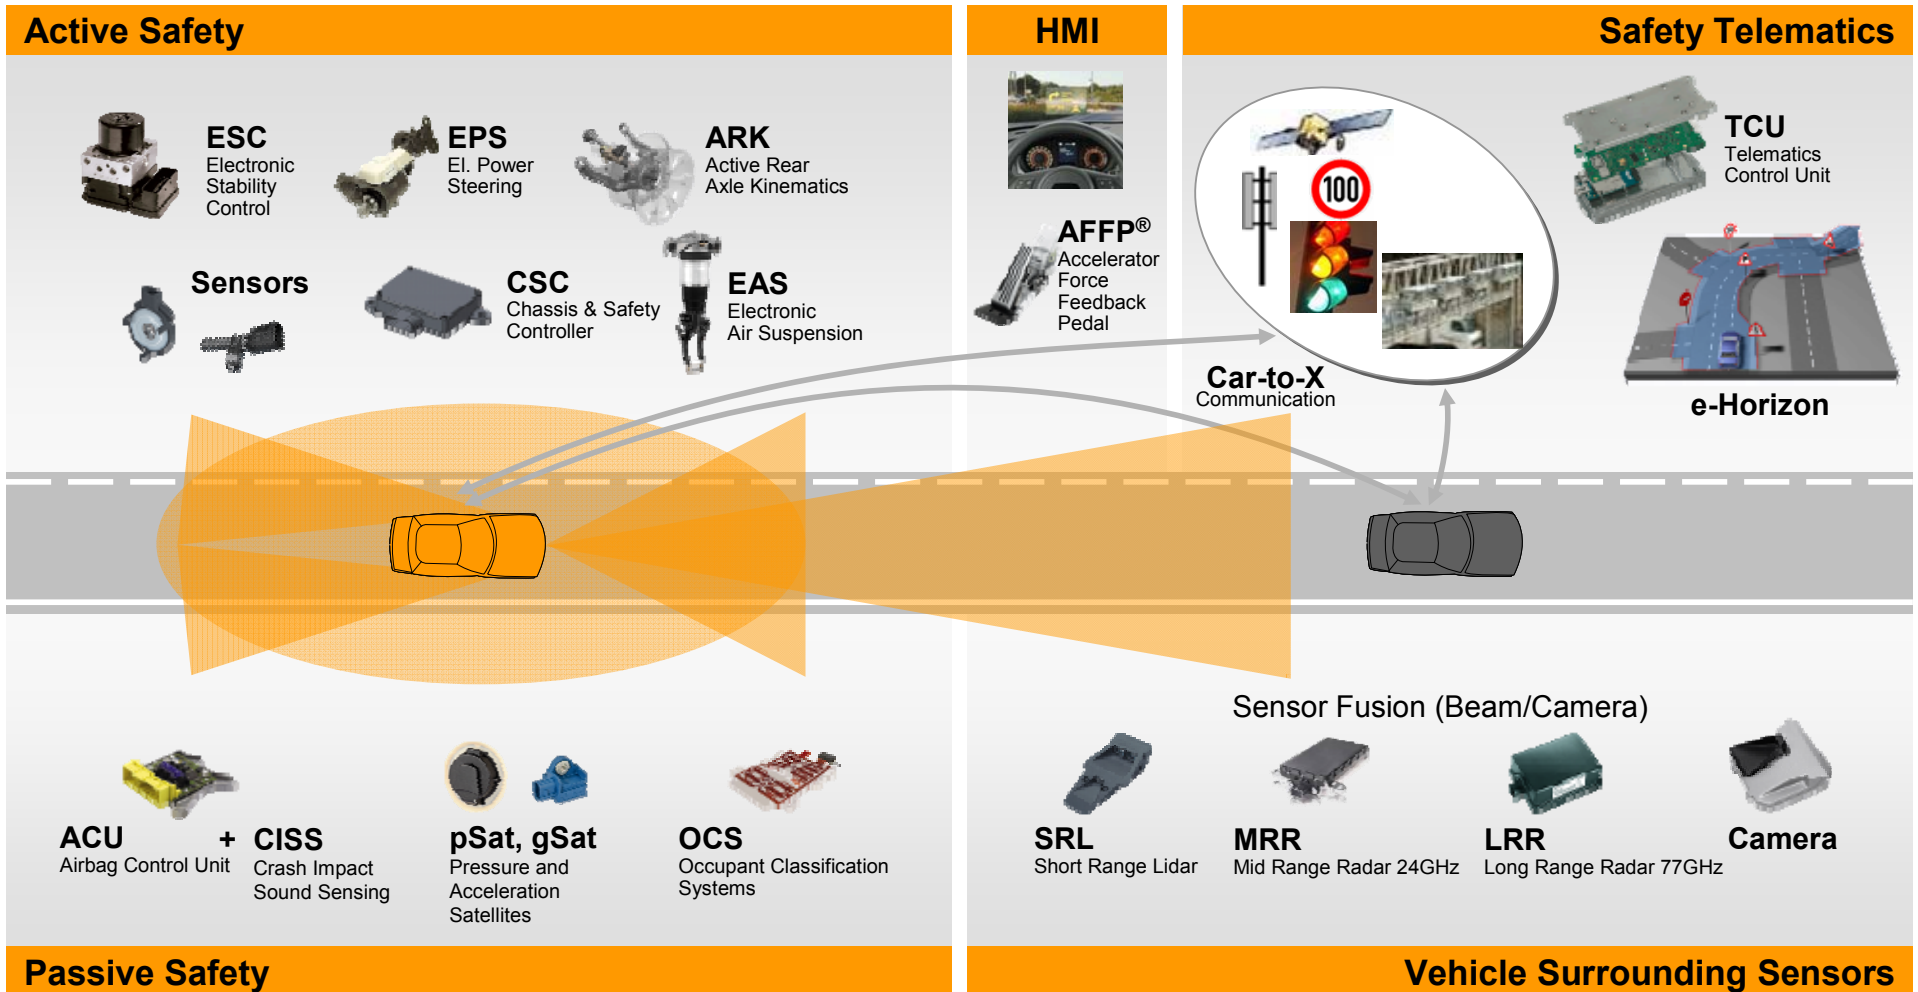 Active Safety
HMI
Safety Telematics
ESC
Electronic
Stability
Control
EPS
El. Power
Steering
ARK
Active Rear
Axle Kinematics
Sensors
CSC
Chassis & Safety
Controller
EAS
Electronic
Air Suspension
AFFP®
Accelerator
Force
Feedback
Pedal
100
TCU
Telematics
Control Unit
Car-to-X
Communication
e-Horizon
Sensor Fusion (Beam/Camera)
ACU +
Airbag Control Unit
CISS
Crash Impact
Sound Sensing
pSat, gSat
Pressure and
Acceleration
Satellites
OCS
Occupant Classification
Systems
SRL
Short Range Lidar
MRR
Mid Range Radar 24GHz
LRR
Long Range Radar 77GHz
Camera
Passive Safety
Vehicle Surrounding Sensors